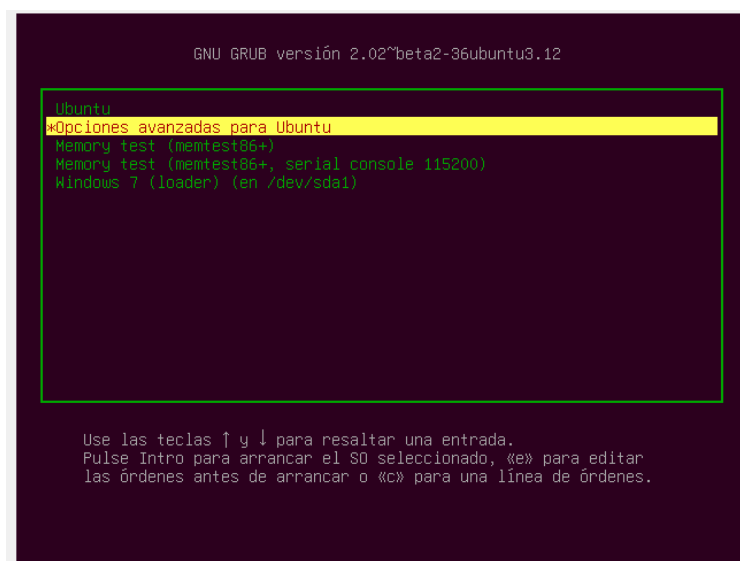 GNU GRUB versión 2.02~beta2-36ubuntu3.12
Ubuntu
*Opciones avanzadas para Ubuntu
Memory test (memtest86+)
Memory test (memtest86+, serial console 115200)
Windows 7 (loader) (en /dev/sda1)
Use las teclas ↑ y ↓ para resaltar una entrada.
Pulse Intro para arrancar el SO seleccionado, «e» para editar
las órdenes antes de arrancar o «c» para una línea de órdenes.